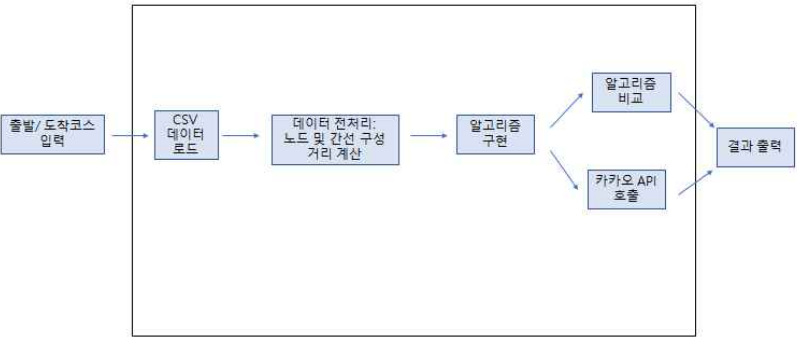 출발/ 도착코스
입력
CSV
데이터
로드
데이터 전처리:
노드 및 간선 구성
거리 계산
알고리즘
구현
알고리즘
비교
카카오 API
호출
결과 출력